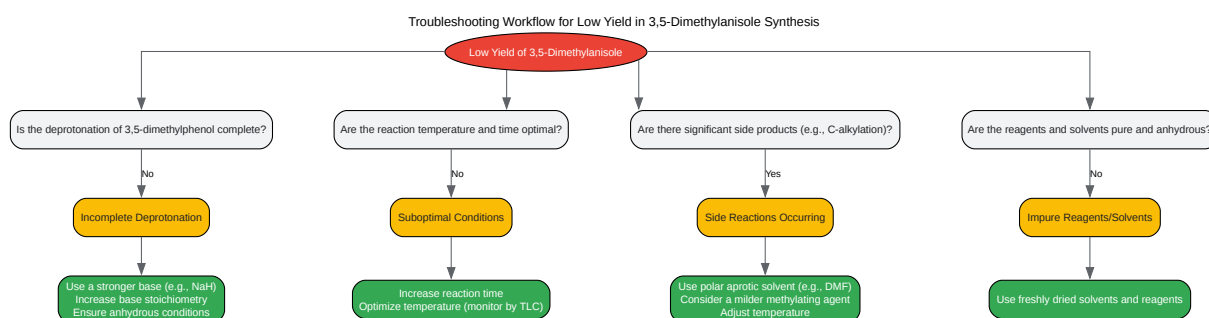 Troubleshooting Workflow for Low Yield in 3,5-Dimethylanisole Synthesis
Low Yield of 3,5-Dimethylanisole
Is the deprotonation of 3,5-dimethylphenol complete?
Are the reaction temperature and time optimal?
Are there significant side products (e.g., C-alkylation)?
Are the reagents and solvents pure and anhydrous?
No
No
Yes
No
Incomplete Deprotonation
Suboptimal Conditions
Side Reactions Occurring
Impure Reagents/Solvents
Use a stronger base (e.g., NaH)
Increase base stoichiometry
Ensure anhydrous conditions
Increase reaction time
Optimize temperature (monitor by TLC)
Use polar aprotic solvent (e.g., DMF)
Consider a milder methylating agent
Adjust temperature
Use freshly dried solvents and reagents